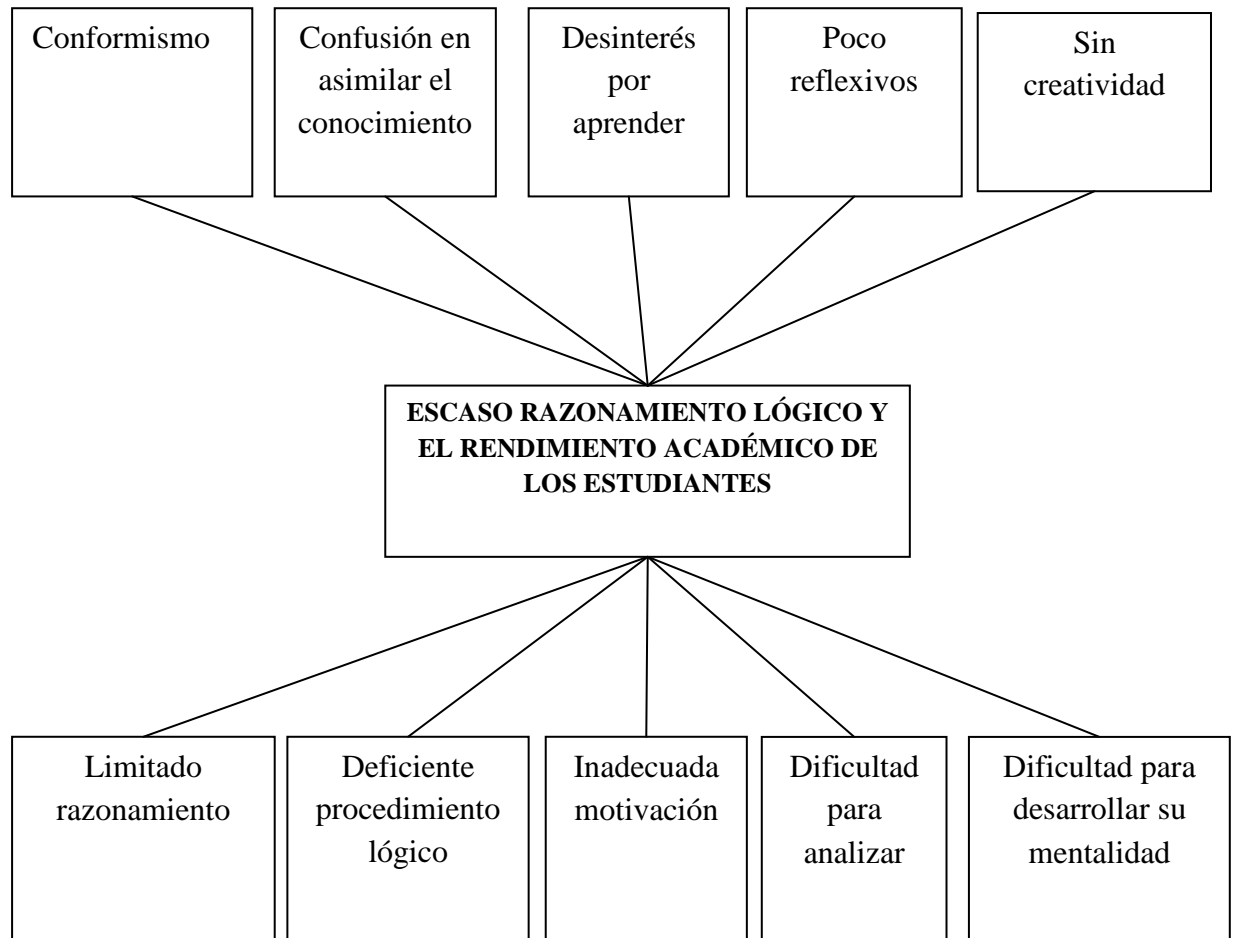 Conformismo
Confusión en
asimilar el
conocimiento
Desinterés
por
aprender
Poco
reflexivos
Sin
creatividad
ESCASO RAZONAMIENTO LÓGICO Y
EL RENDIMIENTO ACADÉMICO DE
LOS ESTUDIANTES
Limitado
razonamiento
Deficiente
procedimiento
lógico
Inadecuada
motivación
Dificultad
para
analizar
Dificultad para
desarrollar su
mentalidad